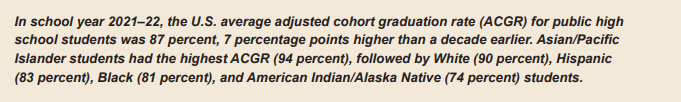 In school year 2021–22, the U.S. average adjusted cohort graduation rate (ACGR) for public high
school students was 87 percent, 7 percentage points higher than a decade earlier. Asian/Pacific
Islander students had the highest ACGR (94 percent), followed by White (90 percent), Hispanic
(83 percent), Black (81 percent), and American Indian/Alaska Native (74 percent) students.